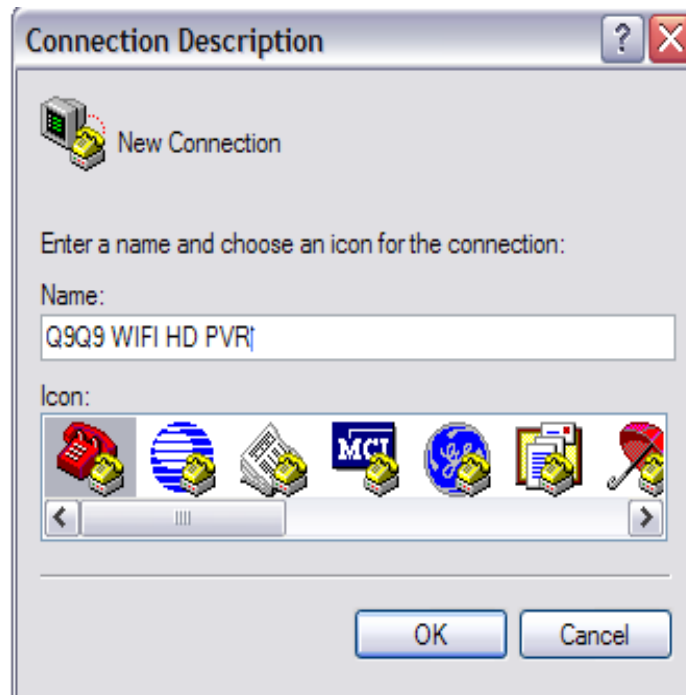 Connection Description
New Connection
Enter a name and choose an icon for the connection:
Name:
Q9Q9 WIFI HD PVR
Icon:
MCI
OK Cancel